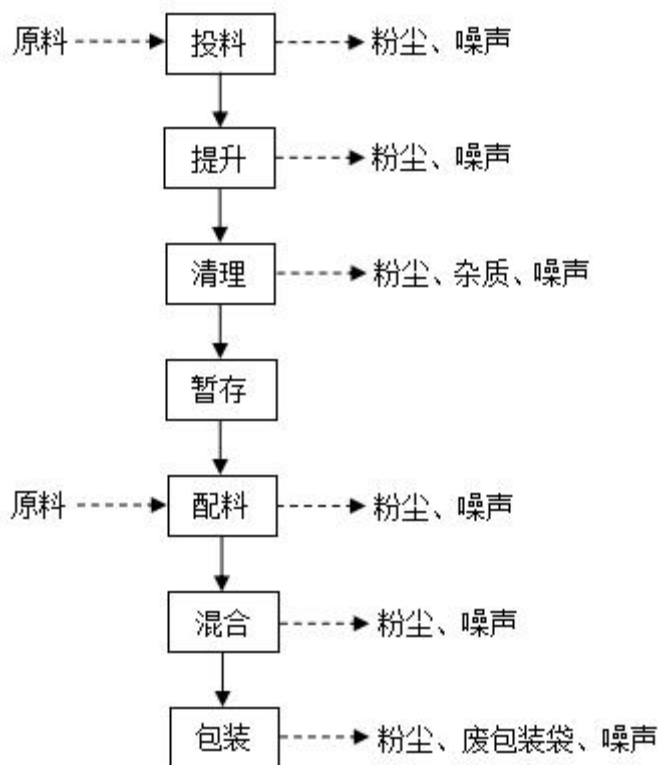 原料 投料 粉尘、噪声
提升 粉尘、噪声
清理 粉尘、杂质、噪声
暂存
原料 配料 粉尘、噪声
混合 粉尘、噪声
包装 粉尘、废包装袋、噪声